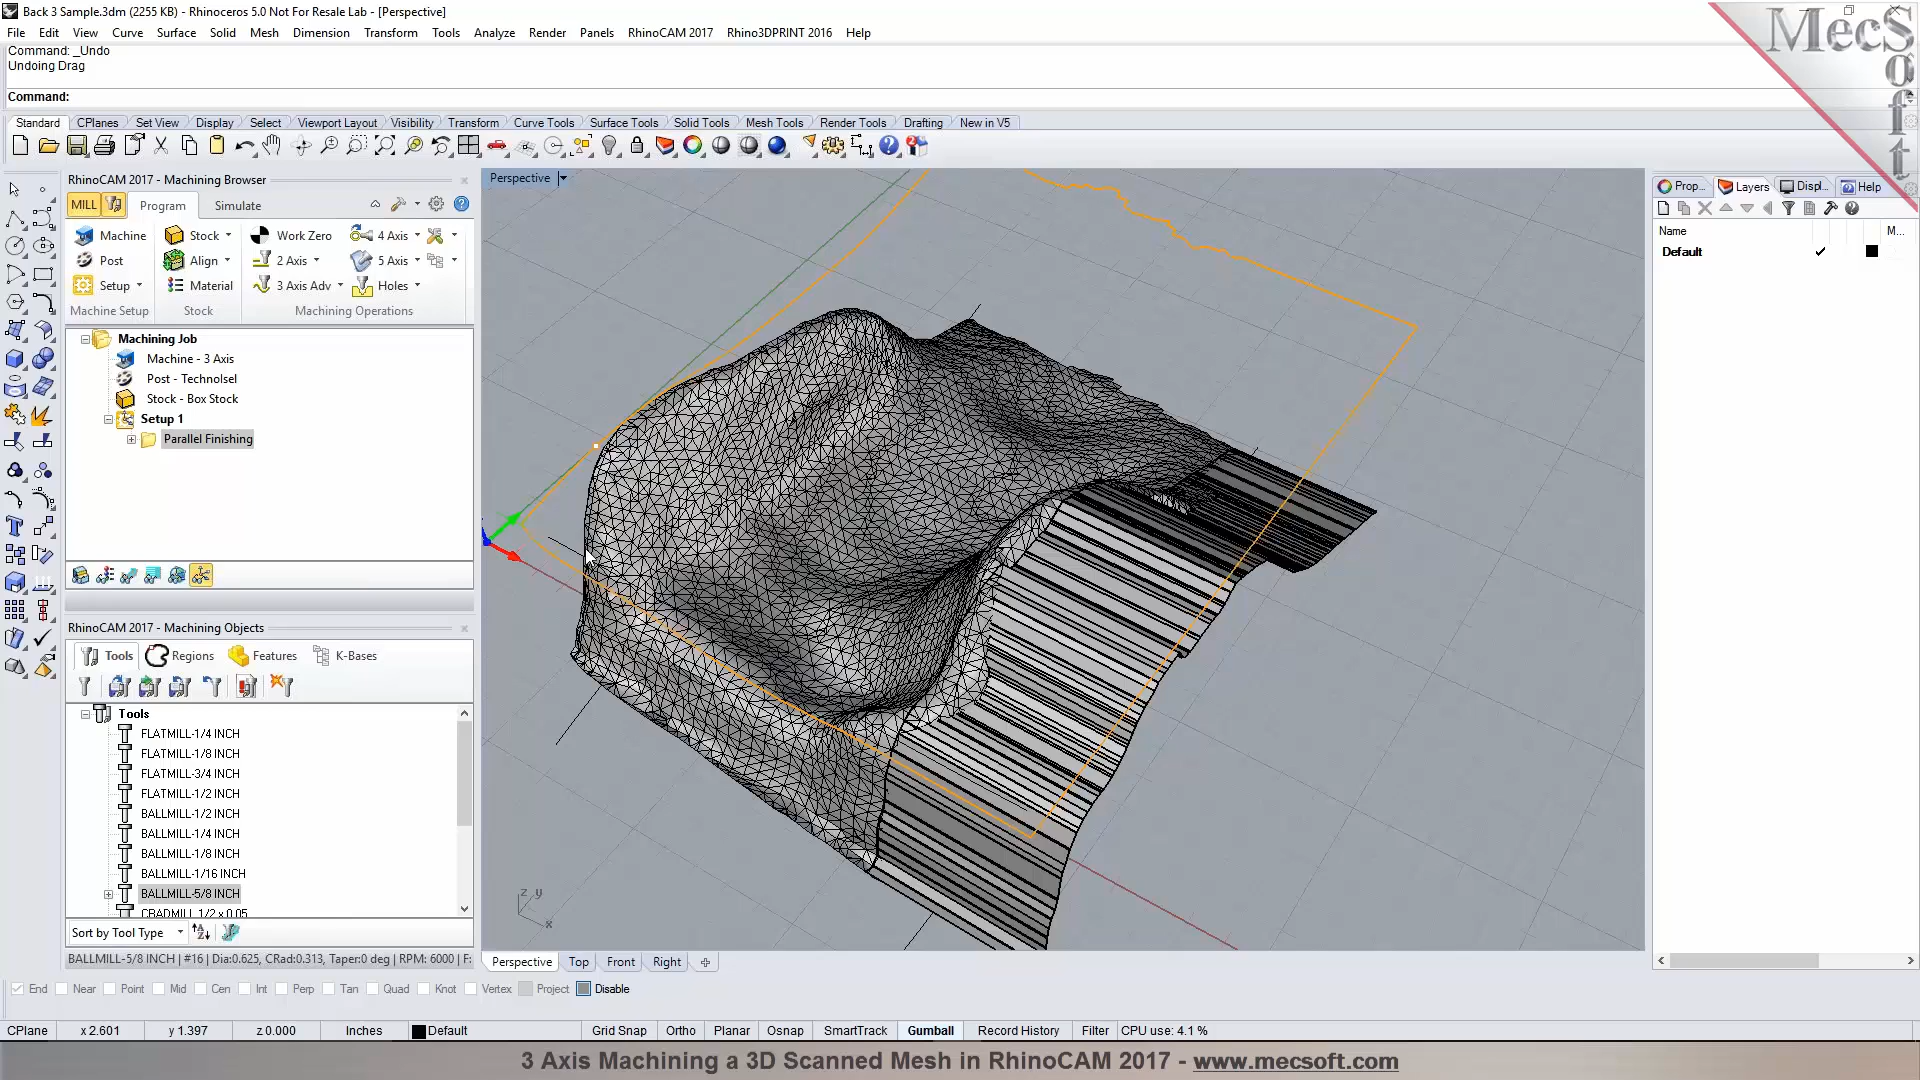 Back 3 Sample.3dm (2255 KB) - Rhinoceros 5.0 Not For Resale Lab - [Perspective]
File Edit View Curve Surface Solid Mesh Dimension Transform Tools Analyze Render Panels RhinoCAM 2017 Rhino3DPRINT 2016 Help
Command: _Undo
Undoing Drag
Command:
MecSoft
Standard CPlanes Set View Display Select Viewport Layout Visibility Transform Curve Tools Surface Tools Solid Tools Mesh Tools Render Tools Drafting New in V5
RhinoCAM 2017 - Machining Browser
MILL Program Simulate
Machine Stock Work Zero 4 Axis
Post Align 2 Axis 5 Axis
Setup Material 3 Axis Adv Holes
Machine Setup Stock Machining Operations
Machining Job
Machine - 3 Axis
Post - Technolsel
Stock - Box Stock
Setup 1
Parallel Finishing
RhinoCAM 2017 - Machining Objects
Tools Regions Features K-Bases
Tools
FLATMILL-1/4 INCH
FLATMILL-1/8 INCH
FLATMILL-3/4 INCH
FLATMILL-1/2 INCH
BALLMILL-1/2 INCH
BALLMILL-1/4 INCH
BALLMILL-1/8 INCH
BALLMILL-1/16 INCH
BALLMILL-5/8 INCH
CRADMILL 1/2 x 0.05
Sort by Tool Type
BALLMILL-5/8 INCH | #16 | Dia:0.625, CRad:0.313, Taper:0 deg | RPM: 6000 | F:
Perspective
z y
x
Perspective Top Front Right
Prop... Layers Displ... Help
Name M...
Default
End Near Point Mid Cen Int Perp Tan Quad Knot Vertex Project Disable
CPlane x 2.601 y 1.397 z 0.000 Inches Default Grid Snap Ortho Planar Osnap SmartTrack Gumball Record History Filter CPU use: 4.1 %
3 Axis Machining a 3D Scanned Mesh in RhinoCAM 2017 - www.mecsoft.com